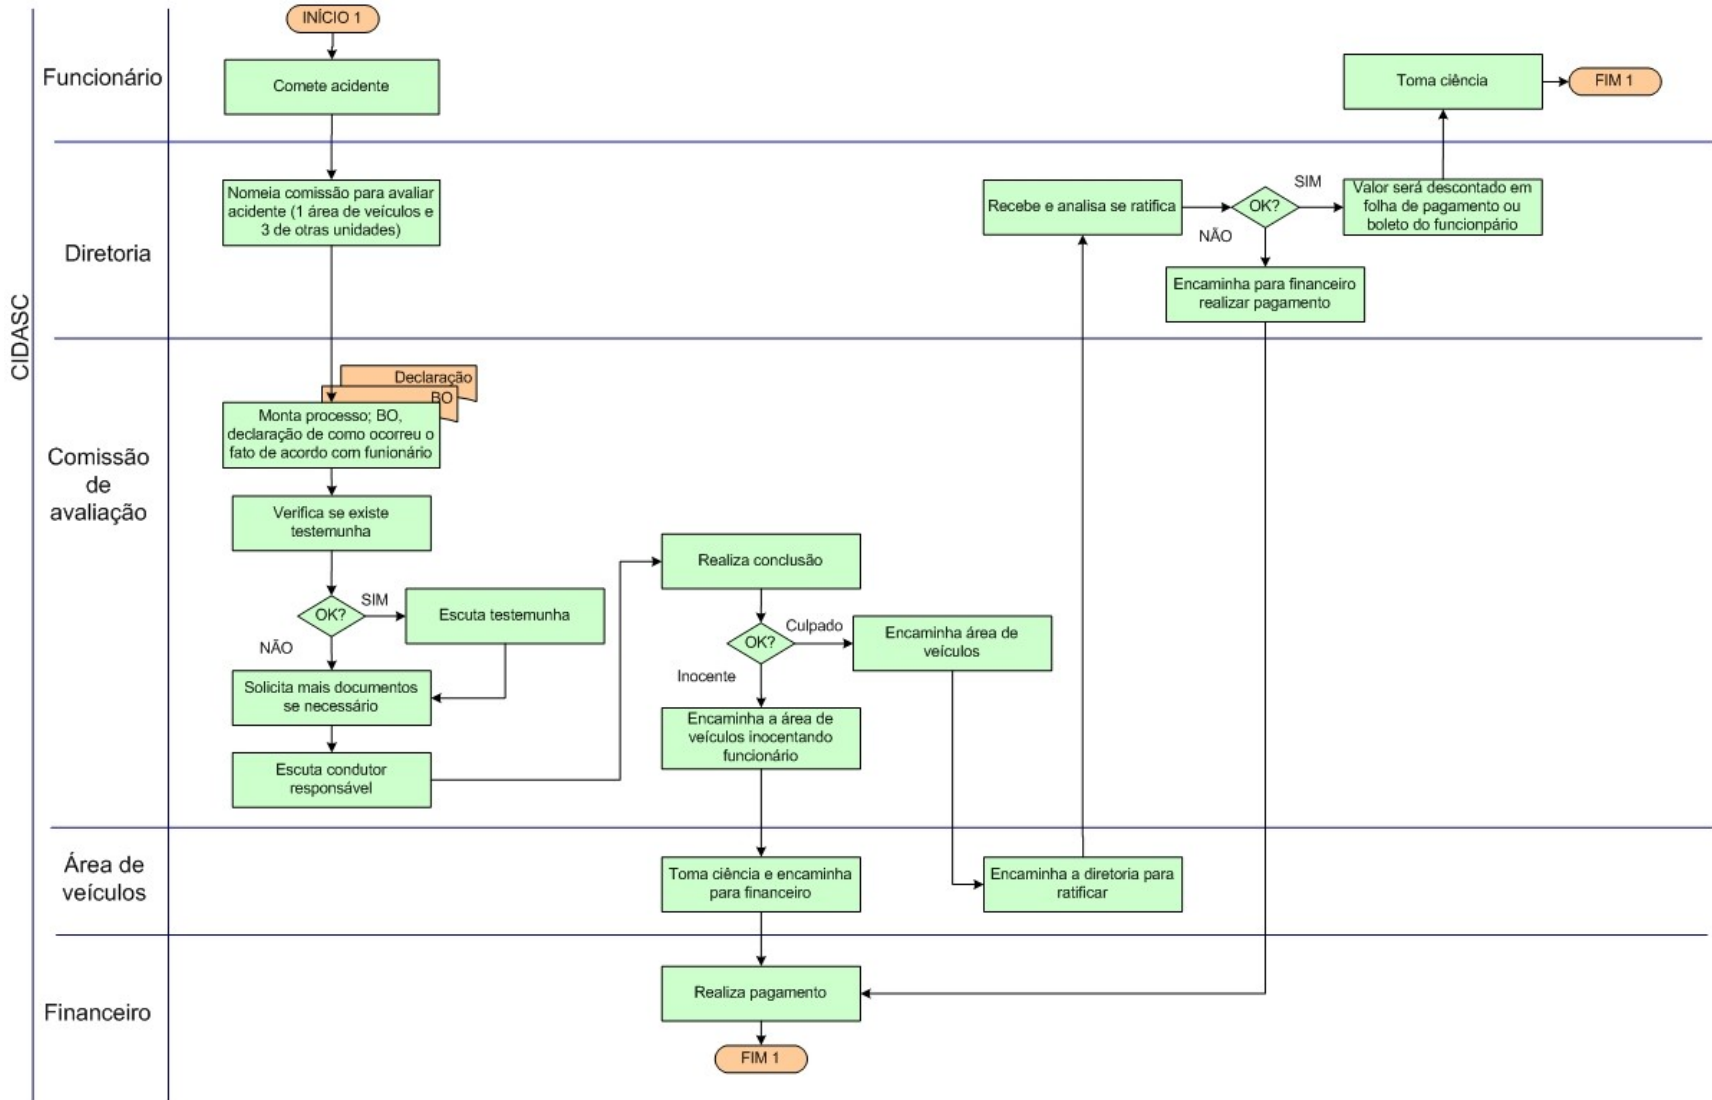 CIDASC
Funcionário
INÍCIO 1
Comete acidente
Toma ciência
FIM 1
Diretoria
Nomeia comissão para avaliar
acidente (1 área de veículos e
3 de otras unidades)
Recebe e analisa se ratifica
OK?
SIM
NÃO
Valor será descontado em
folha de pagamento ou
boleto do funcionpário
Encaminha para financeiro
realizar pagamento
Comissão
de
avaliação
Declaração
BO
Monta processo; BO,
declaração de como ocorreu o
fato de acordo com funionário
Verifica se existe
testemunha
OK?
SIM
NÃO
Escuta testemunha
Solicita mais documentos
se necessário
Escuta condutor
responsável
Realiza conclusão
OK?
Culpado
Inocente
Encaminha área de
veículos
Encaminha a área de
veículos inocentando
funcionário
Área de
veículos
Toma ciência e encaminha
para financeiro
Encaminha a diretoria para
ratificar
Financeiro
Realiza pagamento
FIM 1